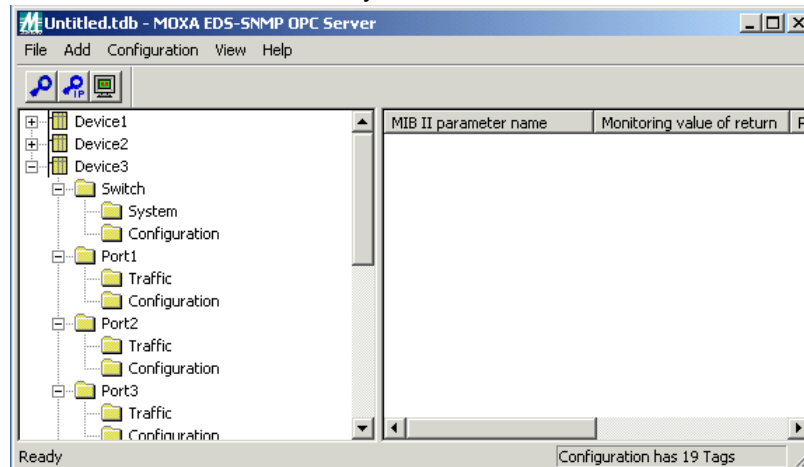 Untitled.tdb - MOXA EDS-SNMP OPC Server
File Add Configuration View Help
IP
Device1
Device2
Device3
Switch
System
Configuration
Port1
Traffic
Configuration
Port2
Traffic
Configuration
Port3
Traffic
Configuration
MIB II parameter name Monitoring value of return
Ready
Configuration has 19 Tags